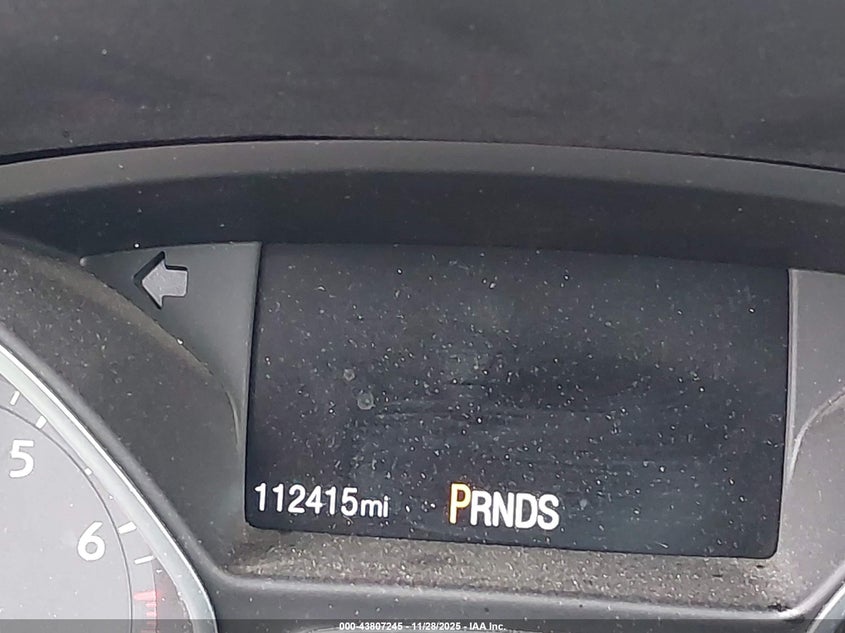 5
6
112415mi PRNDS
000-43807245 - 11/28/2025 - IAA Inc.